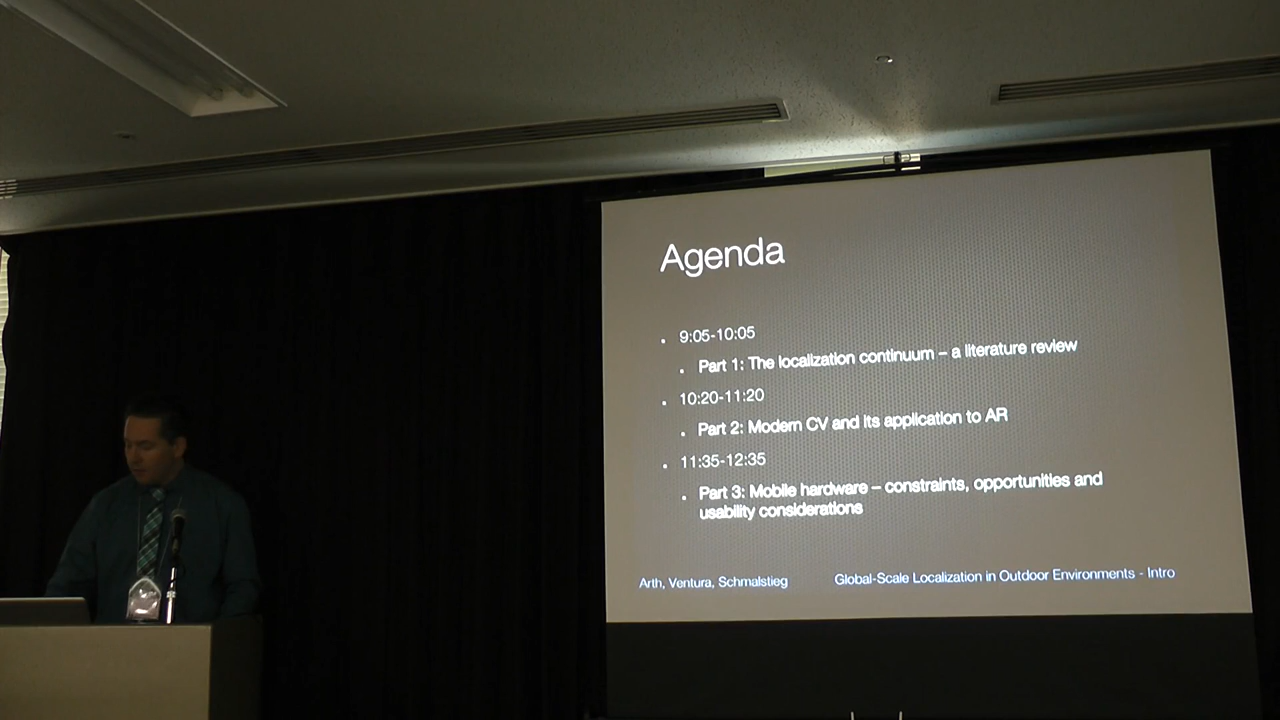 Agenda
9:05-10:05
Part 1: The localization continuum – a literature review
10:20-11:20
Part 2: Modern CV and its application to AR
11:35-12:35
Part 3: Mobile hardware – constraints, opportunities and
usability considerations
Arth, Ventura, Schmalstieg
Global-Scale Localization in Outdoor Environments - Intro